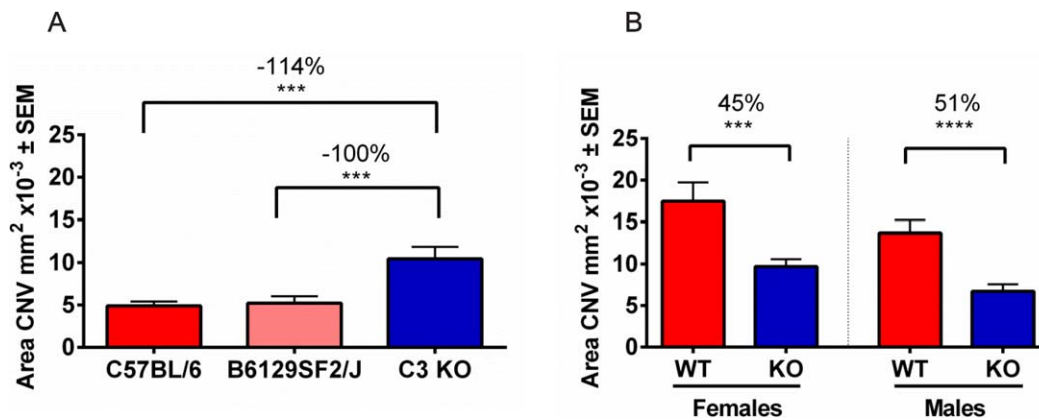 A
-114%
***
-100%
***
Area CNV mm² x10⁻³ ± SEM
25
20
15
10
5
0
C57BL/6 B6129SF2/J C3 KO
B
45%
***
51%
****
Area CNV mm² x10⁻³ ± SEM
25
20
15
10
5
0
WT KO WT KO
Females Males